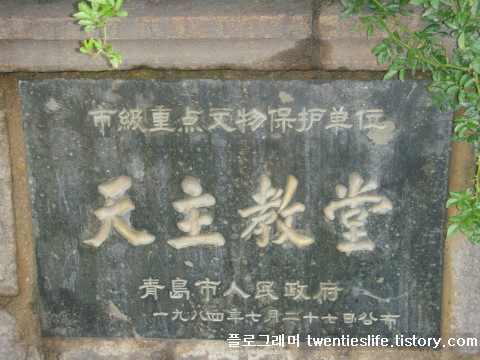 市级重点文物保护单位
天主教堂
青島市人民政府
一九八四年七月二十七日公布
플로그래머 twentieslife.tistory.com